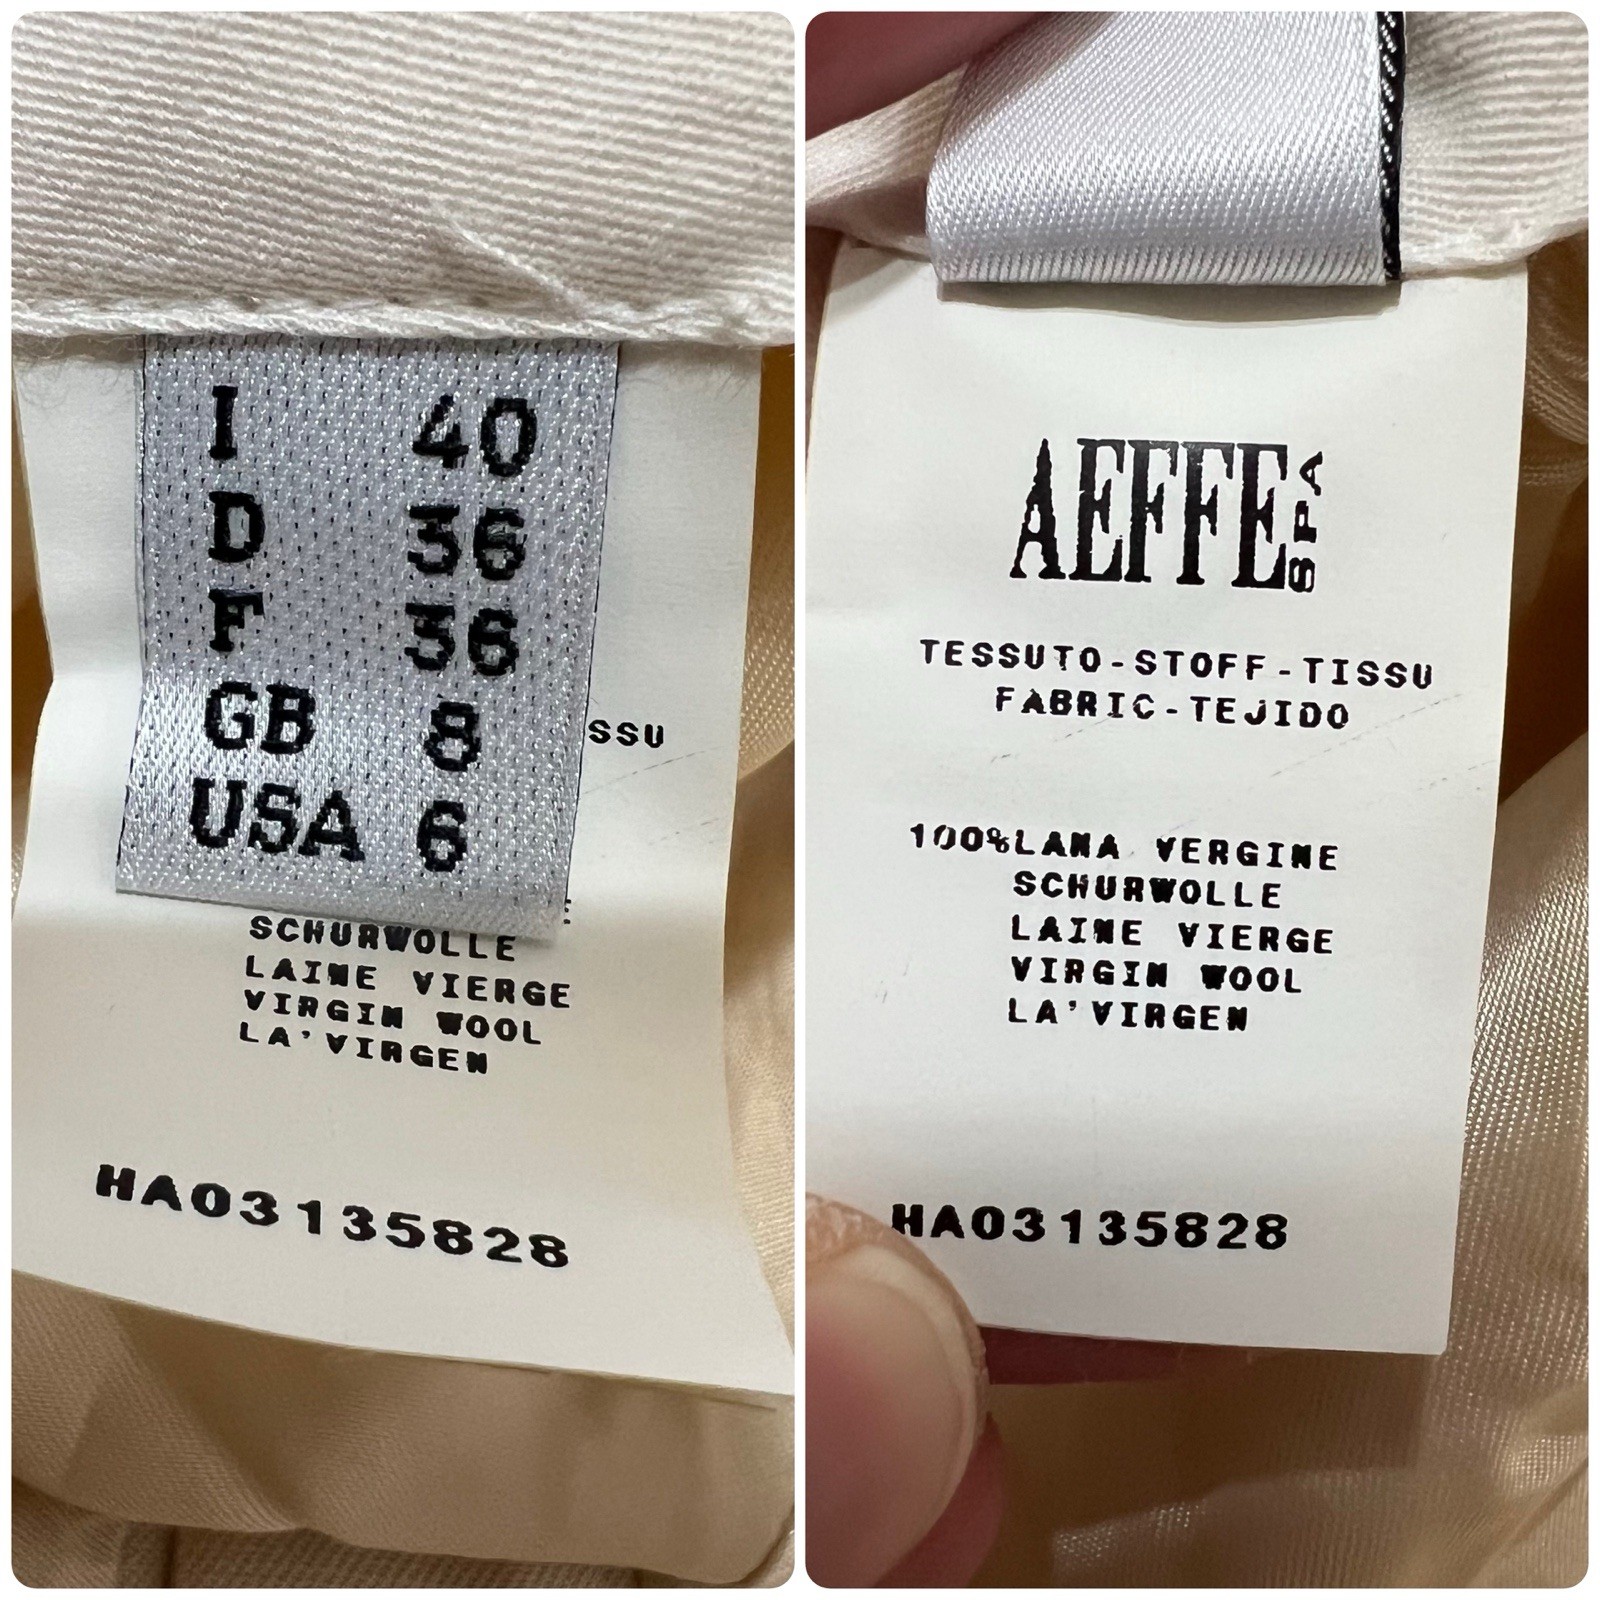 I 40
D 36
F 36
GB 8
USA 6
SSU
E
SCHURWOLLE
LAINE VIERGE
VIRGIN WOOL
LA'VIRGEN
HA03135828
AEFFE SPA
TESSUTO-STOFF-TISSU
FABRIC-TEJIDO
100%LANA VERGINE
SCHURWOLLE
LAINE VIERGE
VIRGIN WOOL
LA'VIRGEN
HA03135828